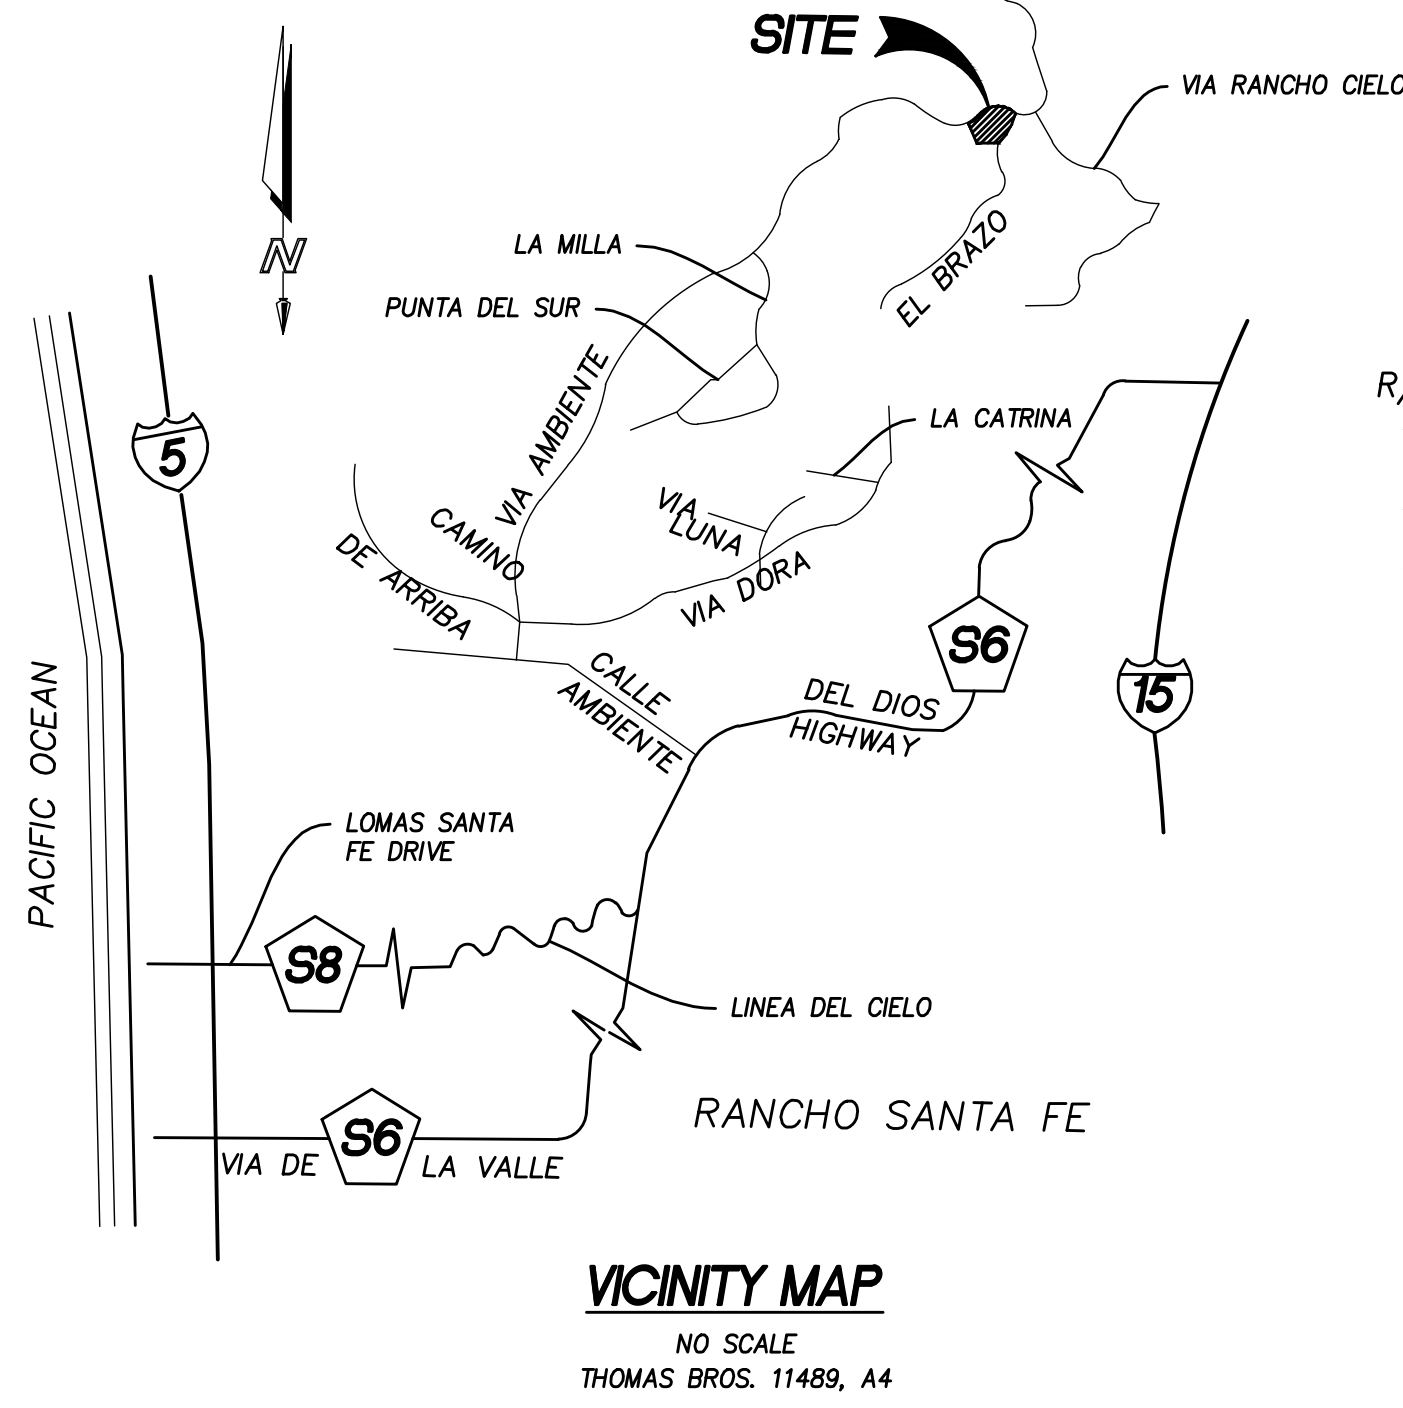 SITE
VIA RANCHO CIELO
N
LA MILLA
PUNTA DEL SUR
EL BRAZO
VIA AMBIENTE
LA CATRINA
5
CAMINO
DE ARRIBA
VIA
LUNA
VIA DORA
S6
15
CALLE
AMBIENTE
DEL DIOS
HIGHWAY
PACIFIC OCEAN
LOMAS SANTA
FE DRIVE
S8
LINEA DEL CIELO
RANCHO SANTA FE
S6
VIA DE LA VALLE
VICINITY MAP
NO SCALE
THOMAS BROS. 11489, A4